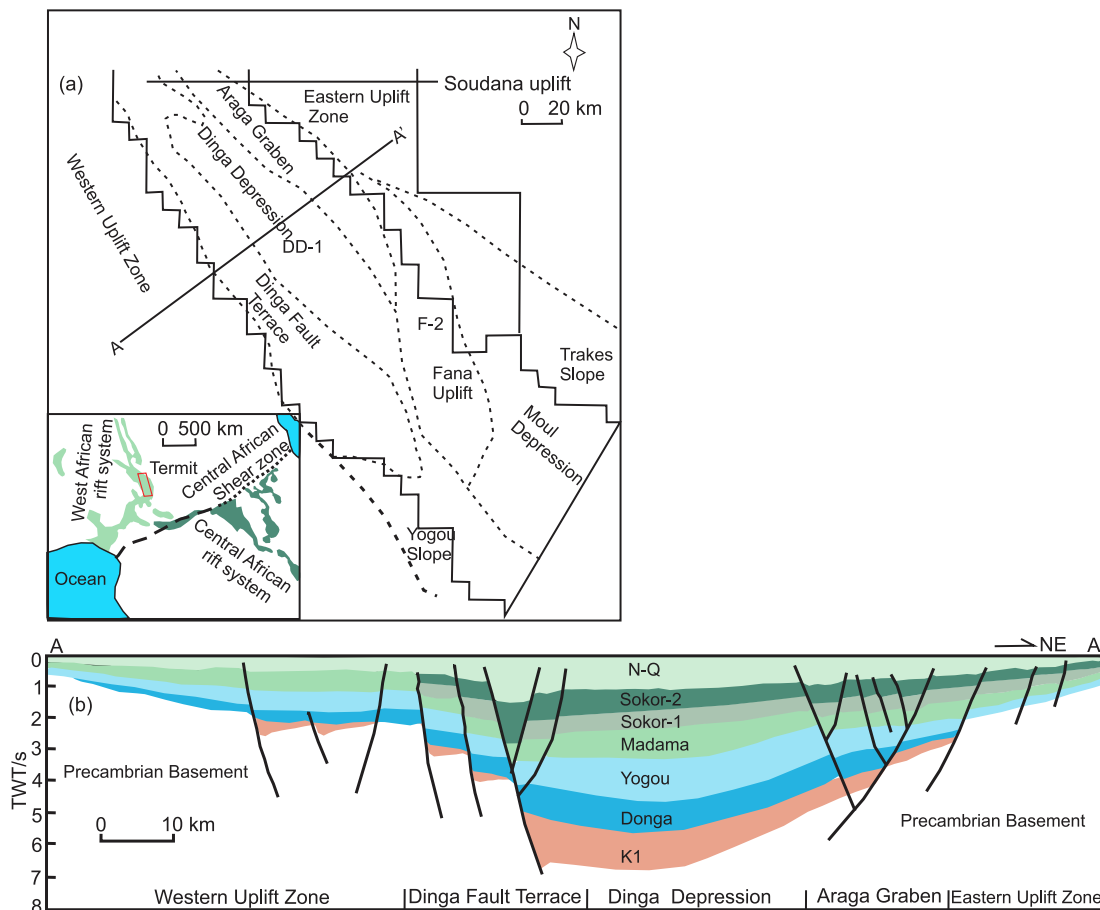 N
(a)
Soudana uplift
0 20 km
Eastern Uplift
Zone
Araga Graben
A'
Dinga Depression
Western Uplift Zone
DD-1
Dinga Fault
Terrace
A
F-2
Fana
Uplift
Trakes
Slope
Moul
Depression
Yogou
Slope
0 500 km
West African
rift system
Termit
Central African
Shear zone
Central African
rift system
Ocean
A
NE
A
0
1
2
3
4
5
6
7
8
TWT/s
(b)
N-Q
Sokor-2
Sokor-1
Madama
Yogou
Donga
K1
Precambrian Basement
Precambrian Basement
0 10 km
Western Uplift Zone
Dinga Fault Terrace
Dinga Depression
Araga Graben
Eastern Uplift Zone